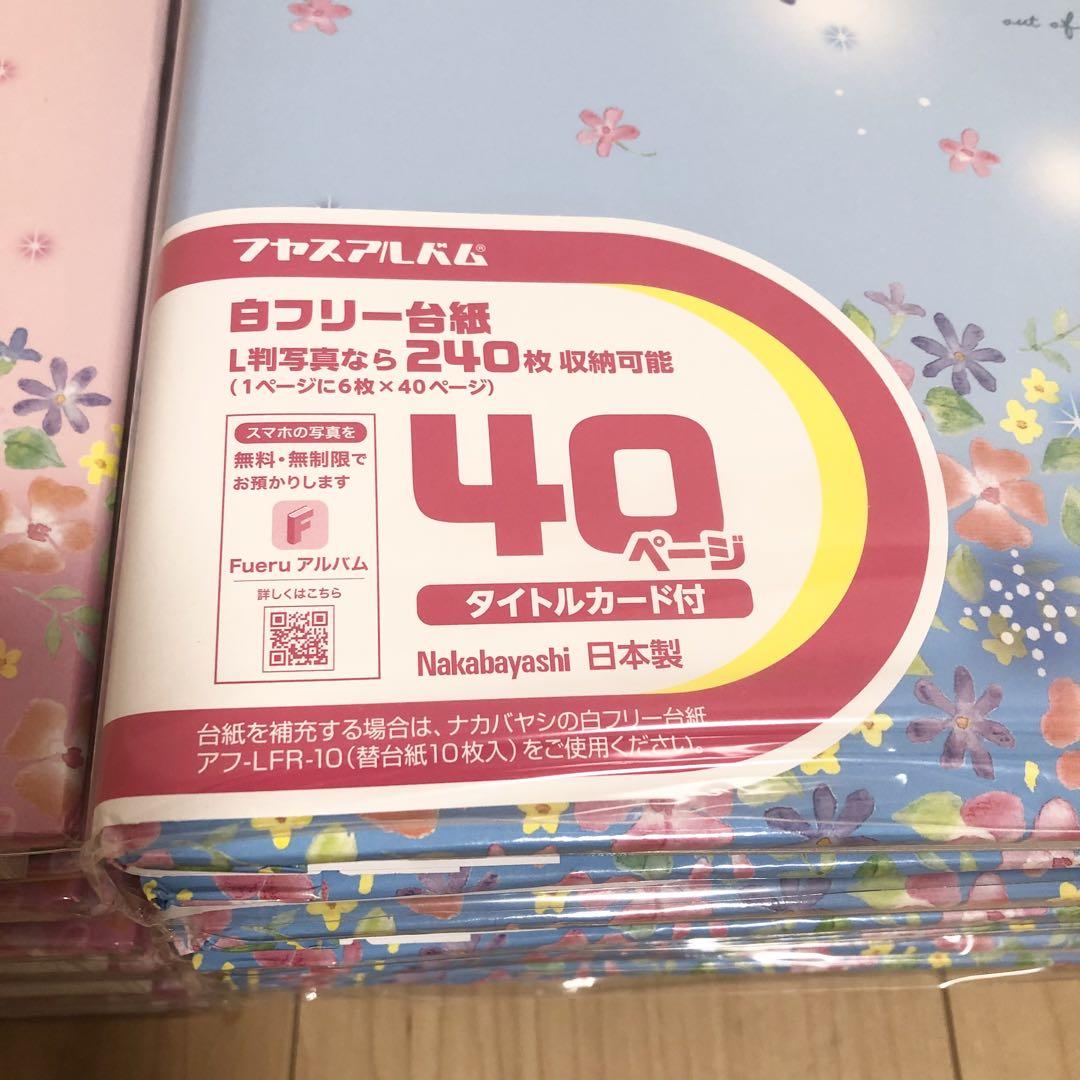 out of
フヤスアルバム®
白フリー台紙
L判写真なら240枚 収納可能
(1ページに6枚×40ページ)
スマホの写真を
無料・無制限で
お預かりします
F
Fueru アルバム
詳しくはこちら
40
ページ
タイトルカード付
Nakabayashi 日本製
台紙を補充する場合は、ナカバヤシの白フリー台紙
アフ-LFR-10(替台紙10枚入)をご使用ください。